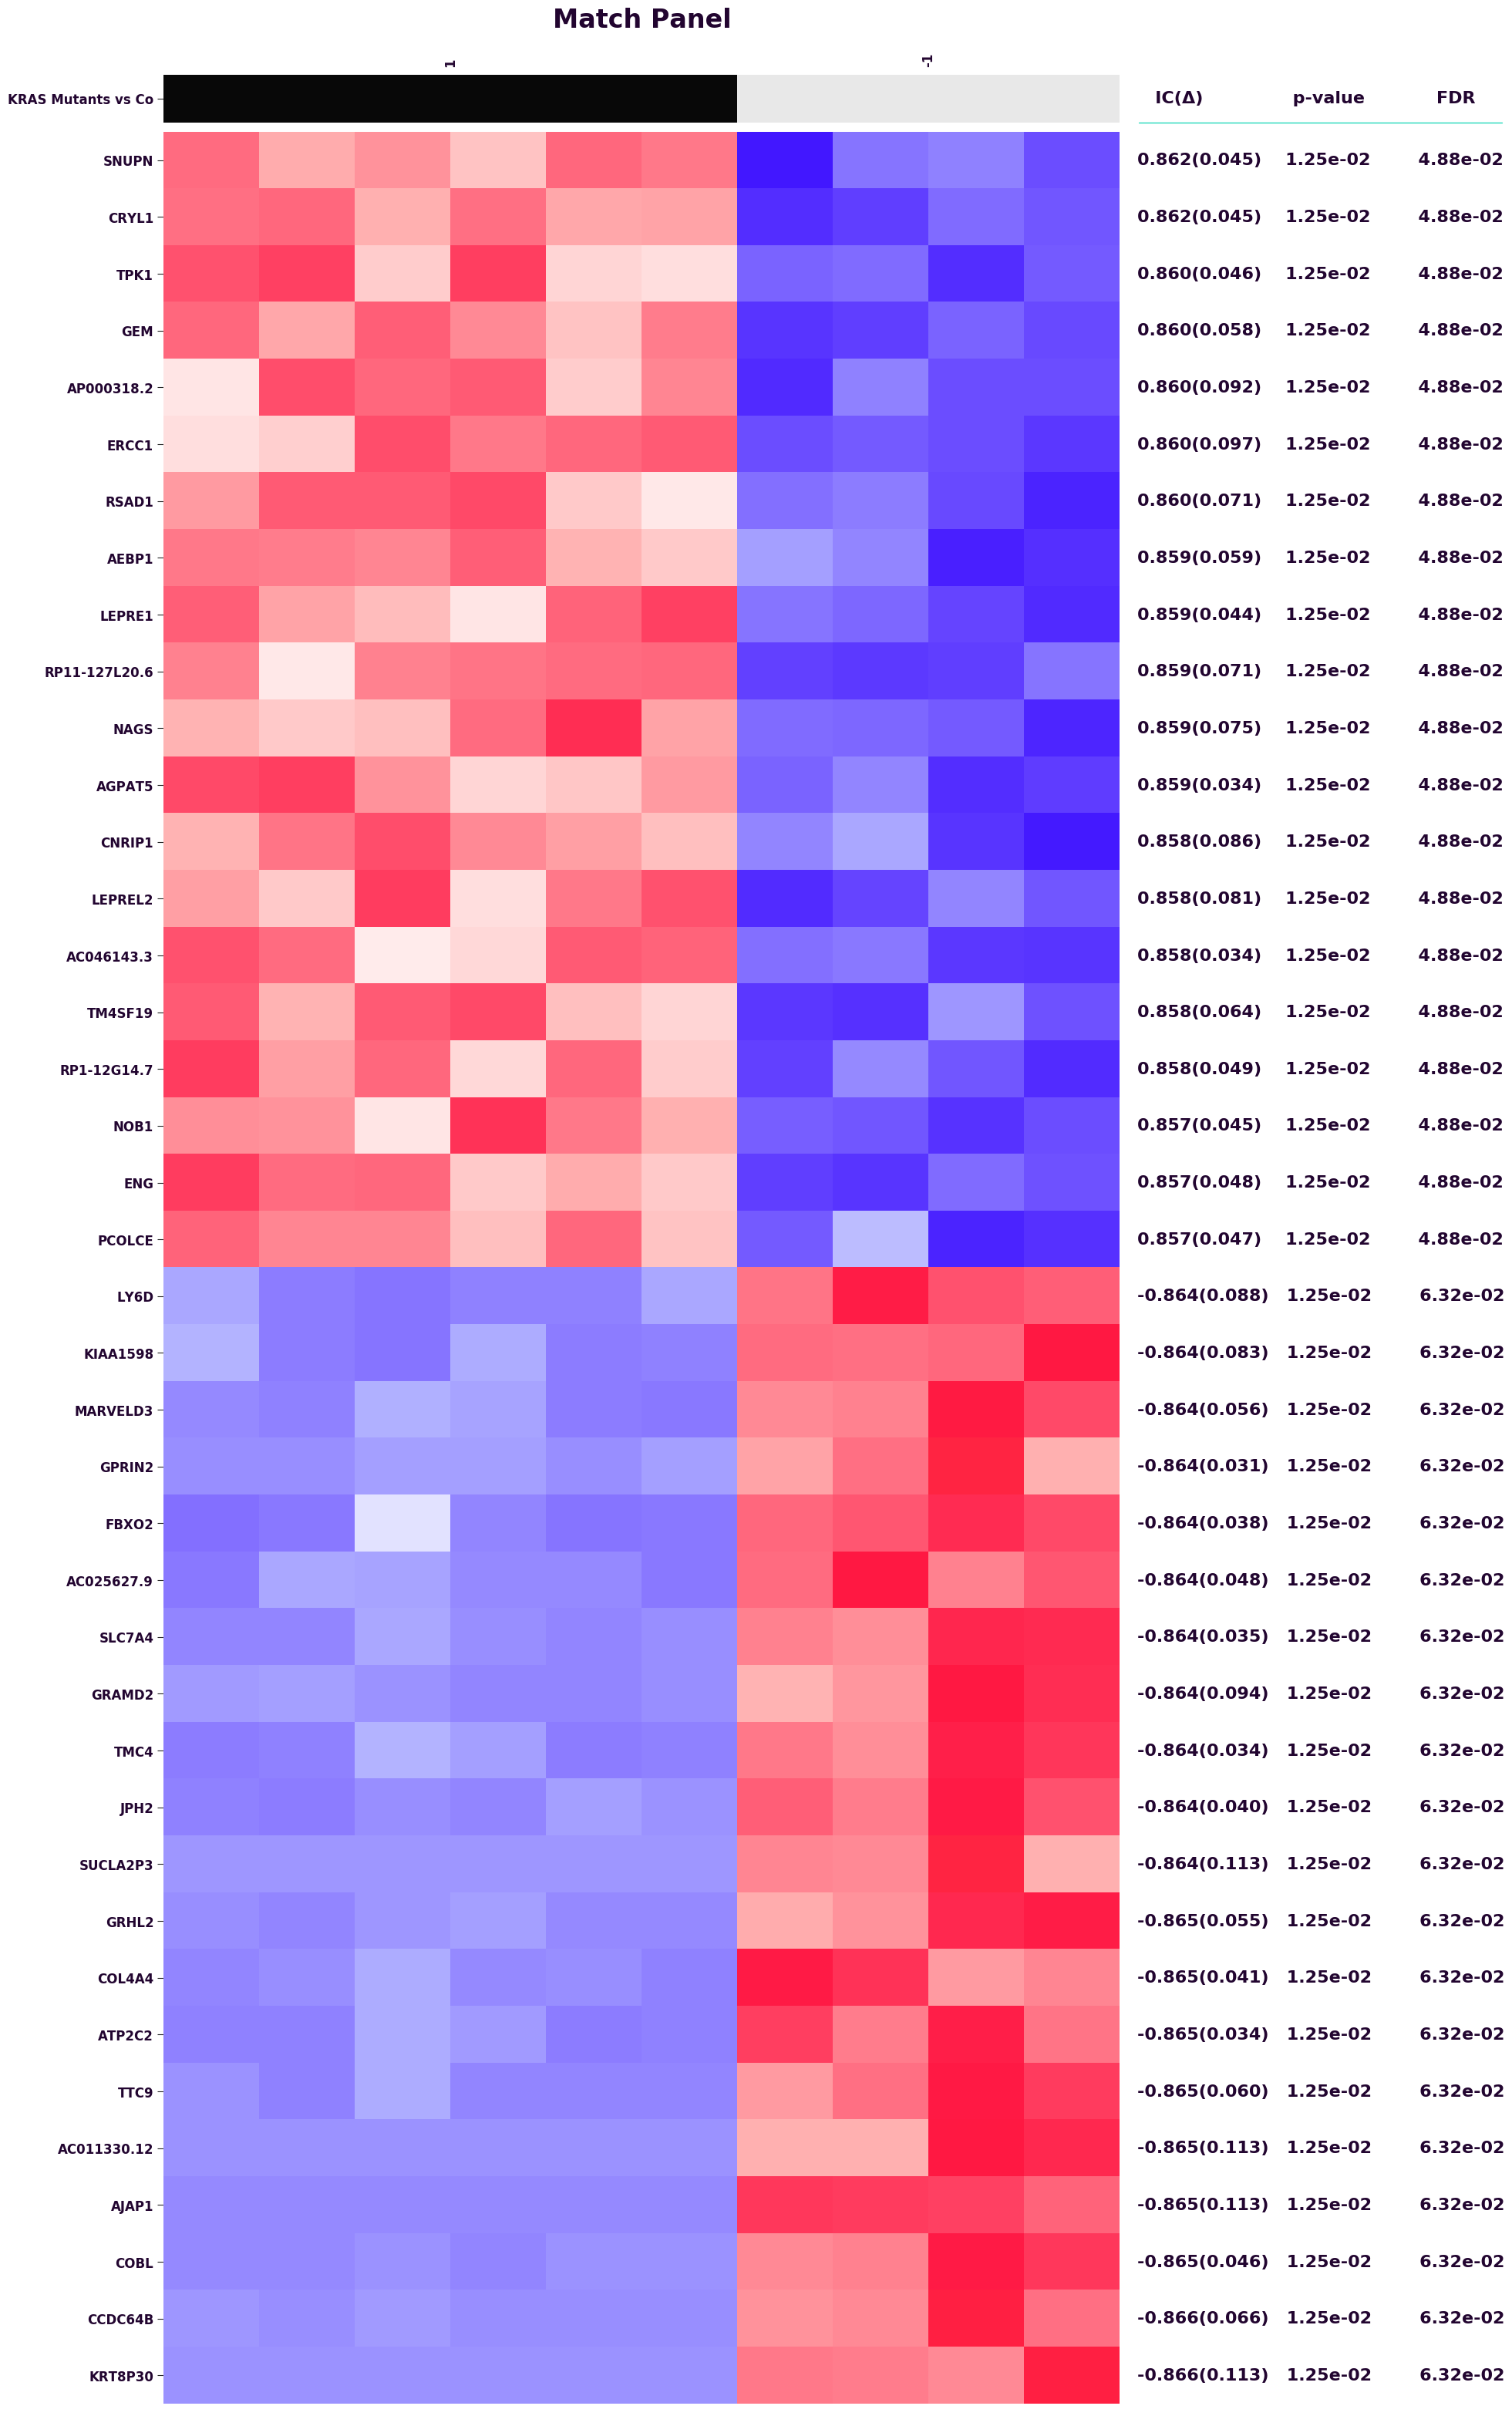 Match Panel
1 -1
KRAS Mutants vs Co IC(Δ) p-value FDR
SNUPN 0.862(0.045) 1.25e-02 4.88e-02
CRYL1 0.862(0.045) 1.25e-02 4.88e-02
TPK1 0.860(0.046) 1.25e-02 4.88e-02
GEM 0.860(0.058) 1.25e-02 4.88e-02
AP000318.2 0.860(0.092) 1.25e-02 4.88e-02
ERCC1 0.860(0.097) 1.25e-02 4.88e-02
RSAD1 0.860(0.071) 1.25e-02 4.88e-02
AEBP1 0.859(0.059) 1.25e-02 4.88e-02
LEPRE1 0.859(0.044) 1.25e-02 4.88e-02
RP11-127L20.6 0.859(0.071) 1.25e-02 4.88e-02
NAGS 0.859(0.075) 1.25e-02 4.88e-02
AGPAT5 0.859(0.034) 1.25e-02 4.88e-02
CNRIP1 0.858(0.086) 1.25e-02 4.88e-02
LEPREL2 0.858(0.081) 1.25e-02 4.88e-02
AC046143.3 0.858(0.034) 1.25e-02 4.88e-02
TM4SF19 0.858(0.064) 1.25e-02 4.88e-02
RP1-12G14.7 0.858(0.049) 1.25e-02 4.88e-02
NOB1 0.857(0.045) 1.25e-02 4.88e-02
ENG 0.857(0.048) 1.25e-02 4.88e-02
PCOLCE 0.857(0.047) 1.25e-02 4.88e-02
LY6D -0.864(0.088) 1.25e-02 6.32e-02
KIAA1598 -0.864(0.083) 1.25e-02 6.32e-02
MARVELD3 -0.864(0.056) 1.25e-02 6.32e-02
GPRIN2 -0.864(0.031) 1.25e-02 6.32e-02
FBXO2 -0.864(0.038) 1.25e-02 6.32e-02
AC025627.9 -0.864(0.048) 1.25e-02 6.32e-02
SLC7A4 -0.864(0.035) 1.25e-02 6.32e-02
GRAMD2 -0.864(0.094) 1.25e-02 6.32e-02
TMC4 -0.864(0.034) 1.25e-02 6.32e-02
JPH2 -0.864(0.040) 1.25e-02 6.32e-02
SUCLA2P3 -0.864(0.113) 1.25e-02 6.32e-02
GRHL2 -0.865(0.055) 1.25e-02 6.32e-02
COL4A4 -0.865(0.041) 1.25e-02 6.32e-02
ATP2C2 -0.865(0.034) 1.25e-02 6.32e-02
TTC9 -0.865(0.060) 1.25e-02 6.32e-02
AC011330.12 -0.865(0.113) 1.25e-02 6.32e-02
AJAP1 -0.865(0.113) 1.25e-02 6.32e-02
COBL -0.865(0.046) 1.25e-02 6.32e-02
CCDC64B -0.866(0.066) 1.25e-02 6.32e-02
KRT8P30 -0.866(0.113) 1.25e-02 6.32e-02